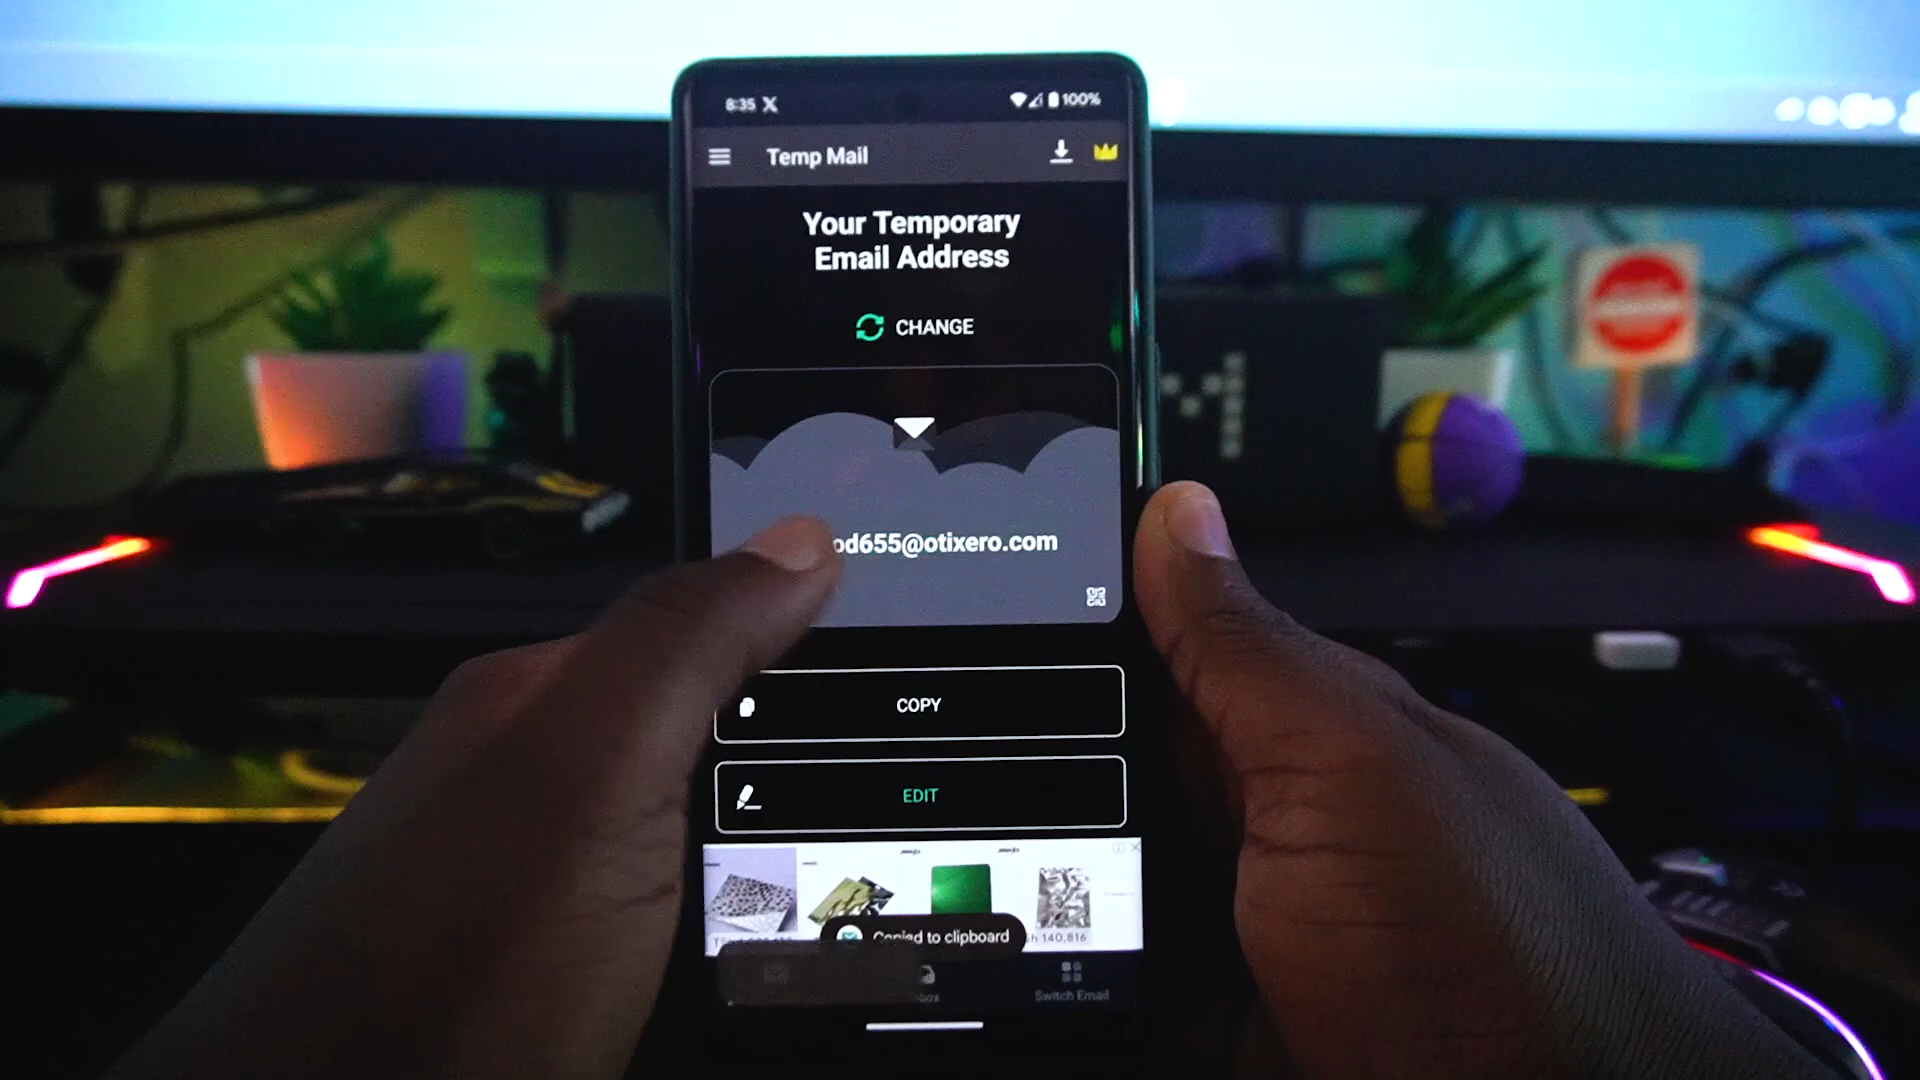 8:35 X
100%
Temp Mail
Your Temporary
Email Address
CHANGE
od655@otixero.com
COPY
EDIT
Copied to clipboard
140,816
Switch Email